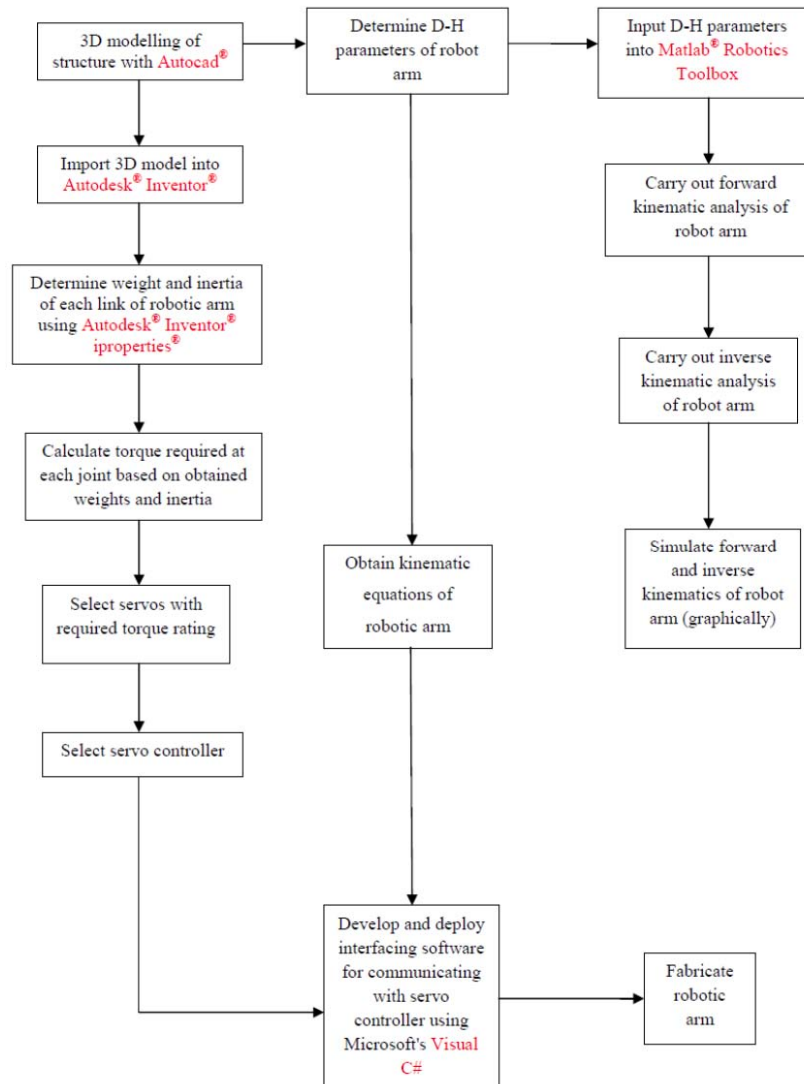 3D modelling of
structure with Autocad®
Determine D-H
parameters of robot
arm
Input D-H parameters
into Matlab® Robotics
Toolbox
Import 3D model into
Autodesk® Inventor®
Carry out forward
kinematic analysis of
robot arm
Determine weight and inertia
of each link of robotic arm
using Autodesk® Inventor®
iproperties®
Carry out inverse
kinematic analysis
of robot arm
Calculate torque required at
each joint based on obtained
weights and inertia
Obtain kinematic
equations of
robotic arm
Simulate forward
and inverse
kinematics of robot
arm (graphically)
Select servos with
required torque rating
Select servo controller
Develop and deploy
interfacing software
for communicating
with servo
controller using
Microsoft's Visual
C#
Fabricate
robotic
arm